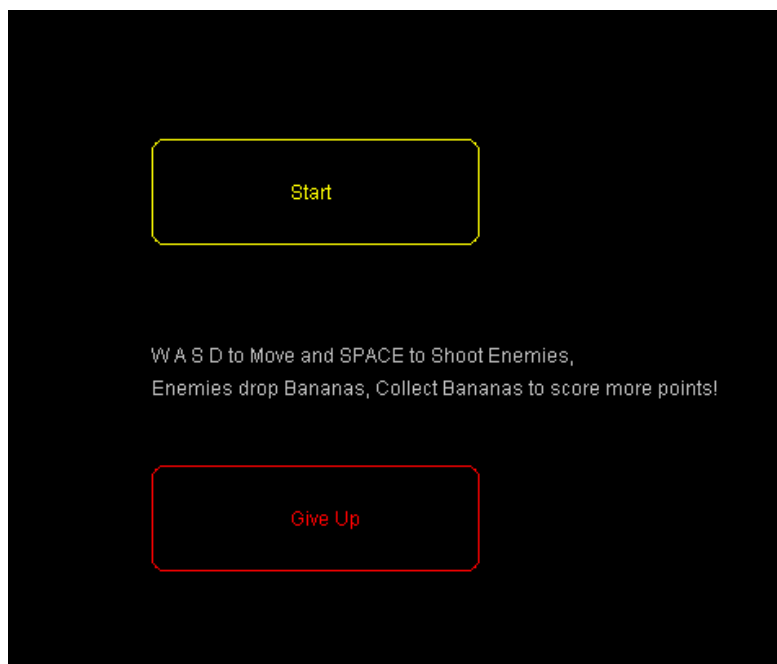 Start
W A S D to Move and SPACE to Shoot Enemies,
Enemies drop Bananas, Collect Bananas to score more points!
Give Up